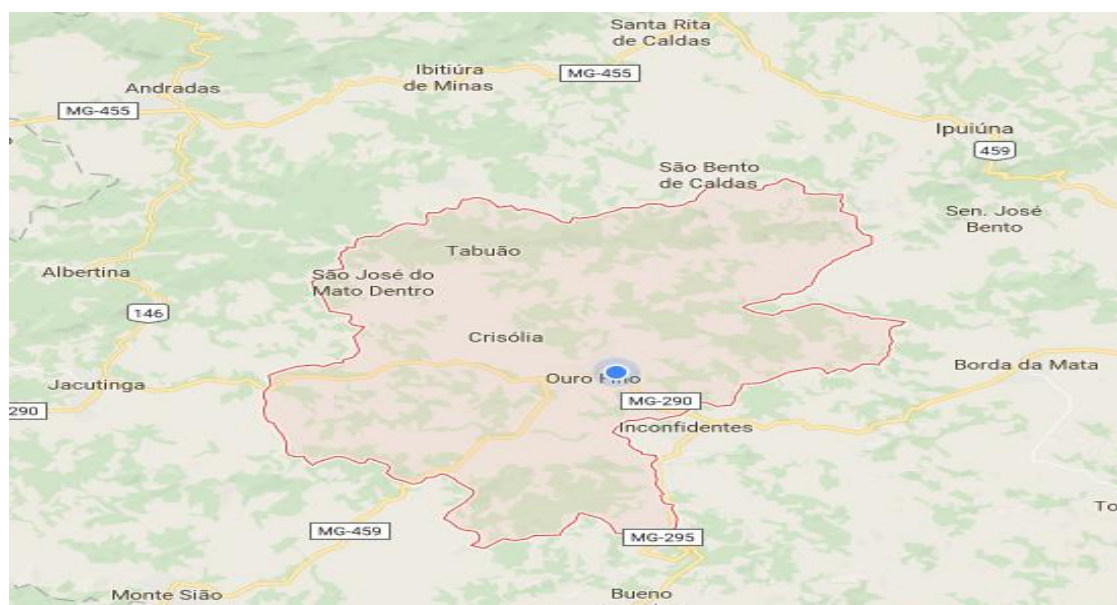 Santa Rita
de Caldas
Ibitiúra
de Minas
MG-455
Andradas
MG-455
Ipuiúna
459
São Bento
de Caldas
Sen. José
Bento
Tabuão
Albertina
São José do
Mato Dentro
146
Crisólia
Borda da Mata
Jacutinga
Ouro
290
MG-290
Inconfidentes
To
MG-459
MG-295
Monte Sião
Bueno